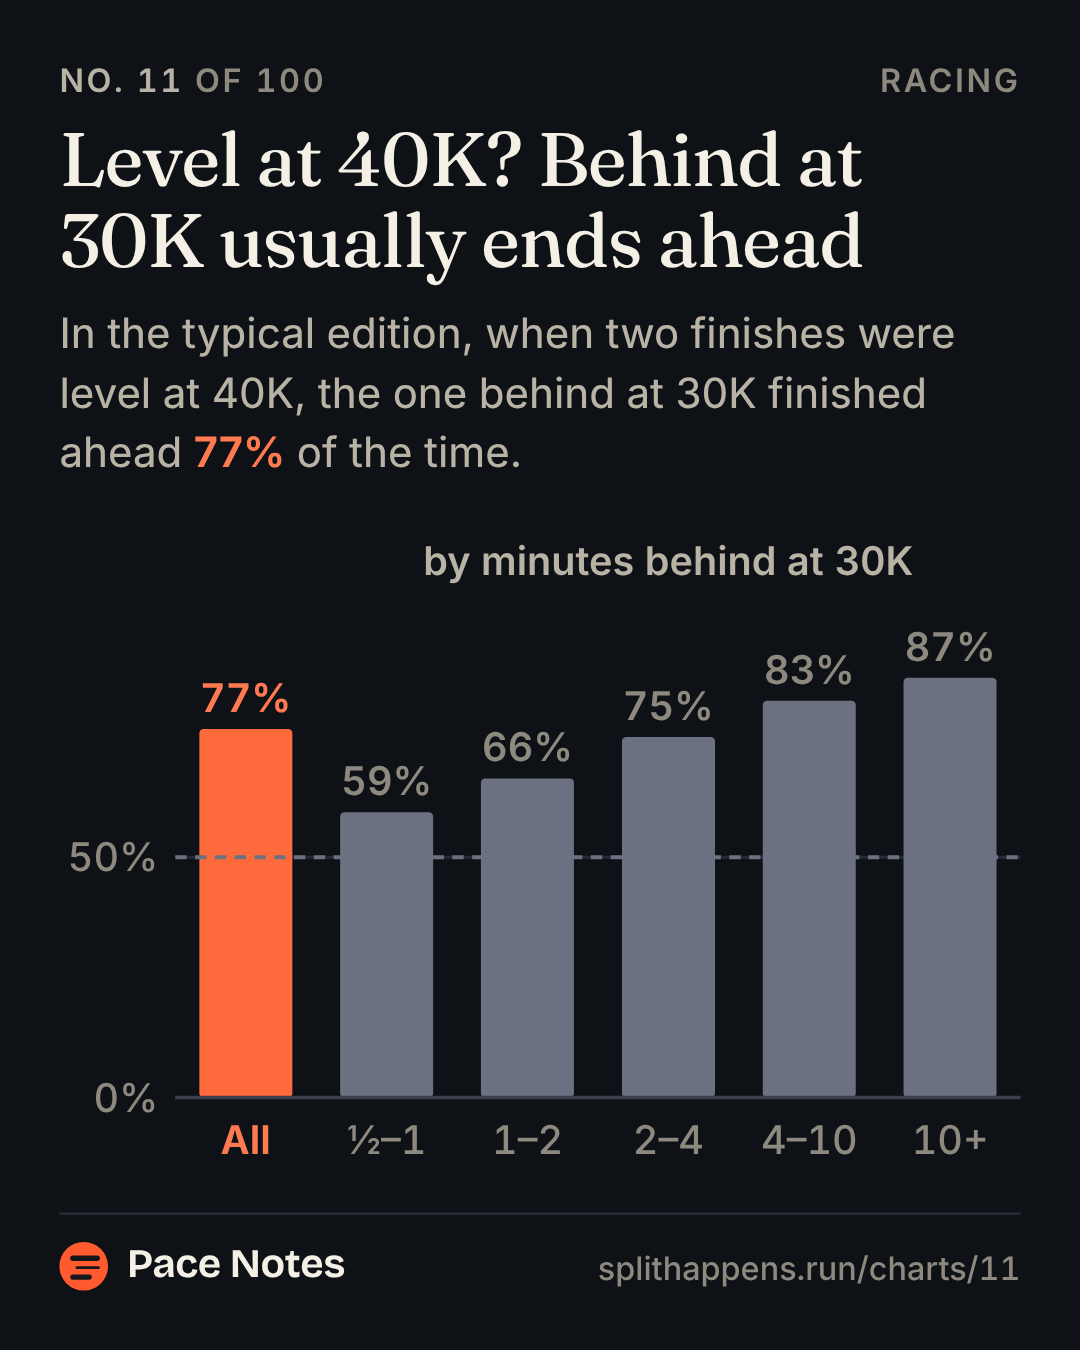 NO. 11 OF 100
RACING
Level at 40K? Behind at
30K usually ends ahead
In the typical edition, when two finishes were
level at 40K, the one behind at 30K finished
ahead 77% of the time.
by minutes behind at 30K
77%
59%
66%
75%
83%
87%
50%
0%
All
½–1
1–2
2–4
4–10
10+
Pace Notes
splithappens.run/charts/11